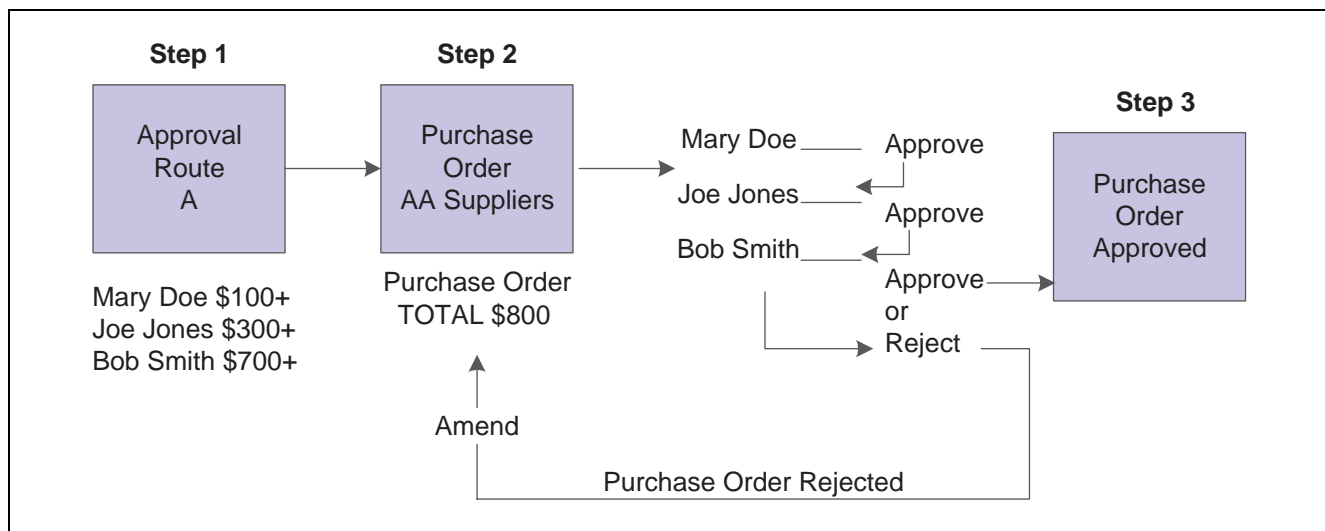 Step 1
Approval
Route
A
Mary Doe $100+
Joe Jones $300+
Bob Smith $700+
Step 2
Purchase
Order
AA Suppliers
Purchase Order
TOTAL $800
Mary Doe
Approve
Joe Jones
Approve
Bob Smith
Approve
or
Reject
Step 3
Purchase
Order
Approved
Amend
Purchase Order Rejected